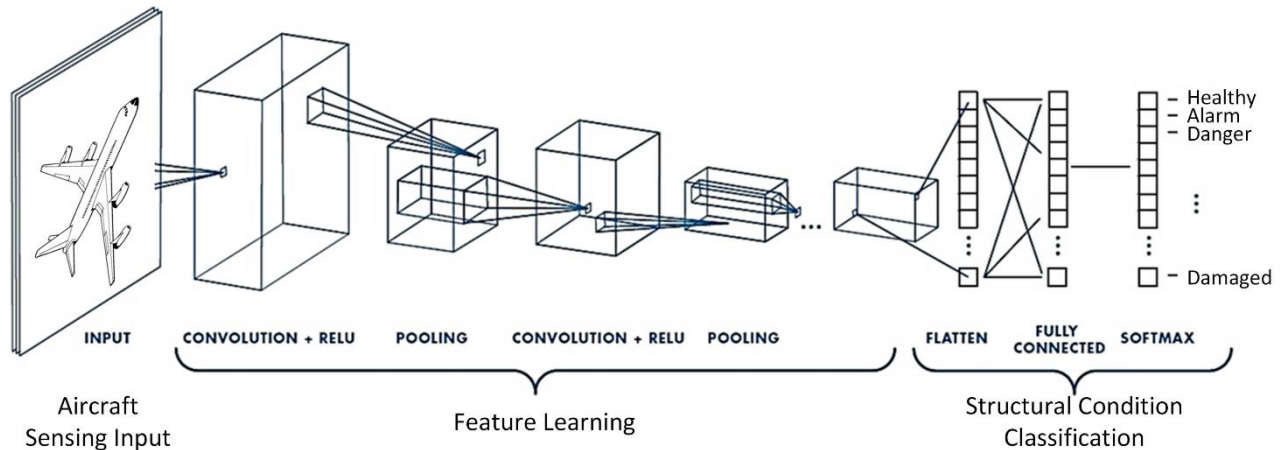 Healthy
Alarm
Danger
...
⋮
⋮
⋮
⋮
Damaged
INPUT
CONVOLUTION + RELU
POOLING
CONVOLUTION + RELU
POOLING
FLATTEN
FULLY
CONNECTED
SOFTMAX
Aircraft
Sensing Input
Feature Learning
Structural Condition
Classification